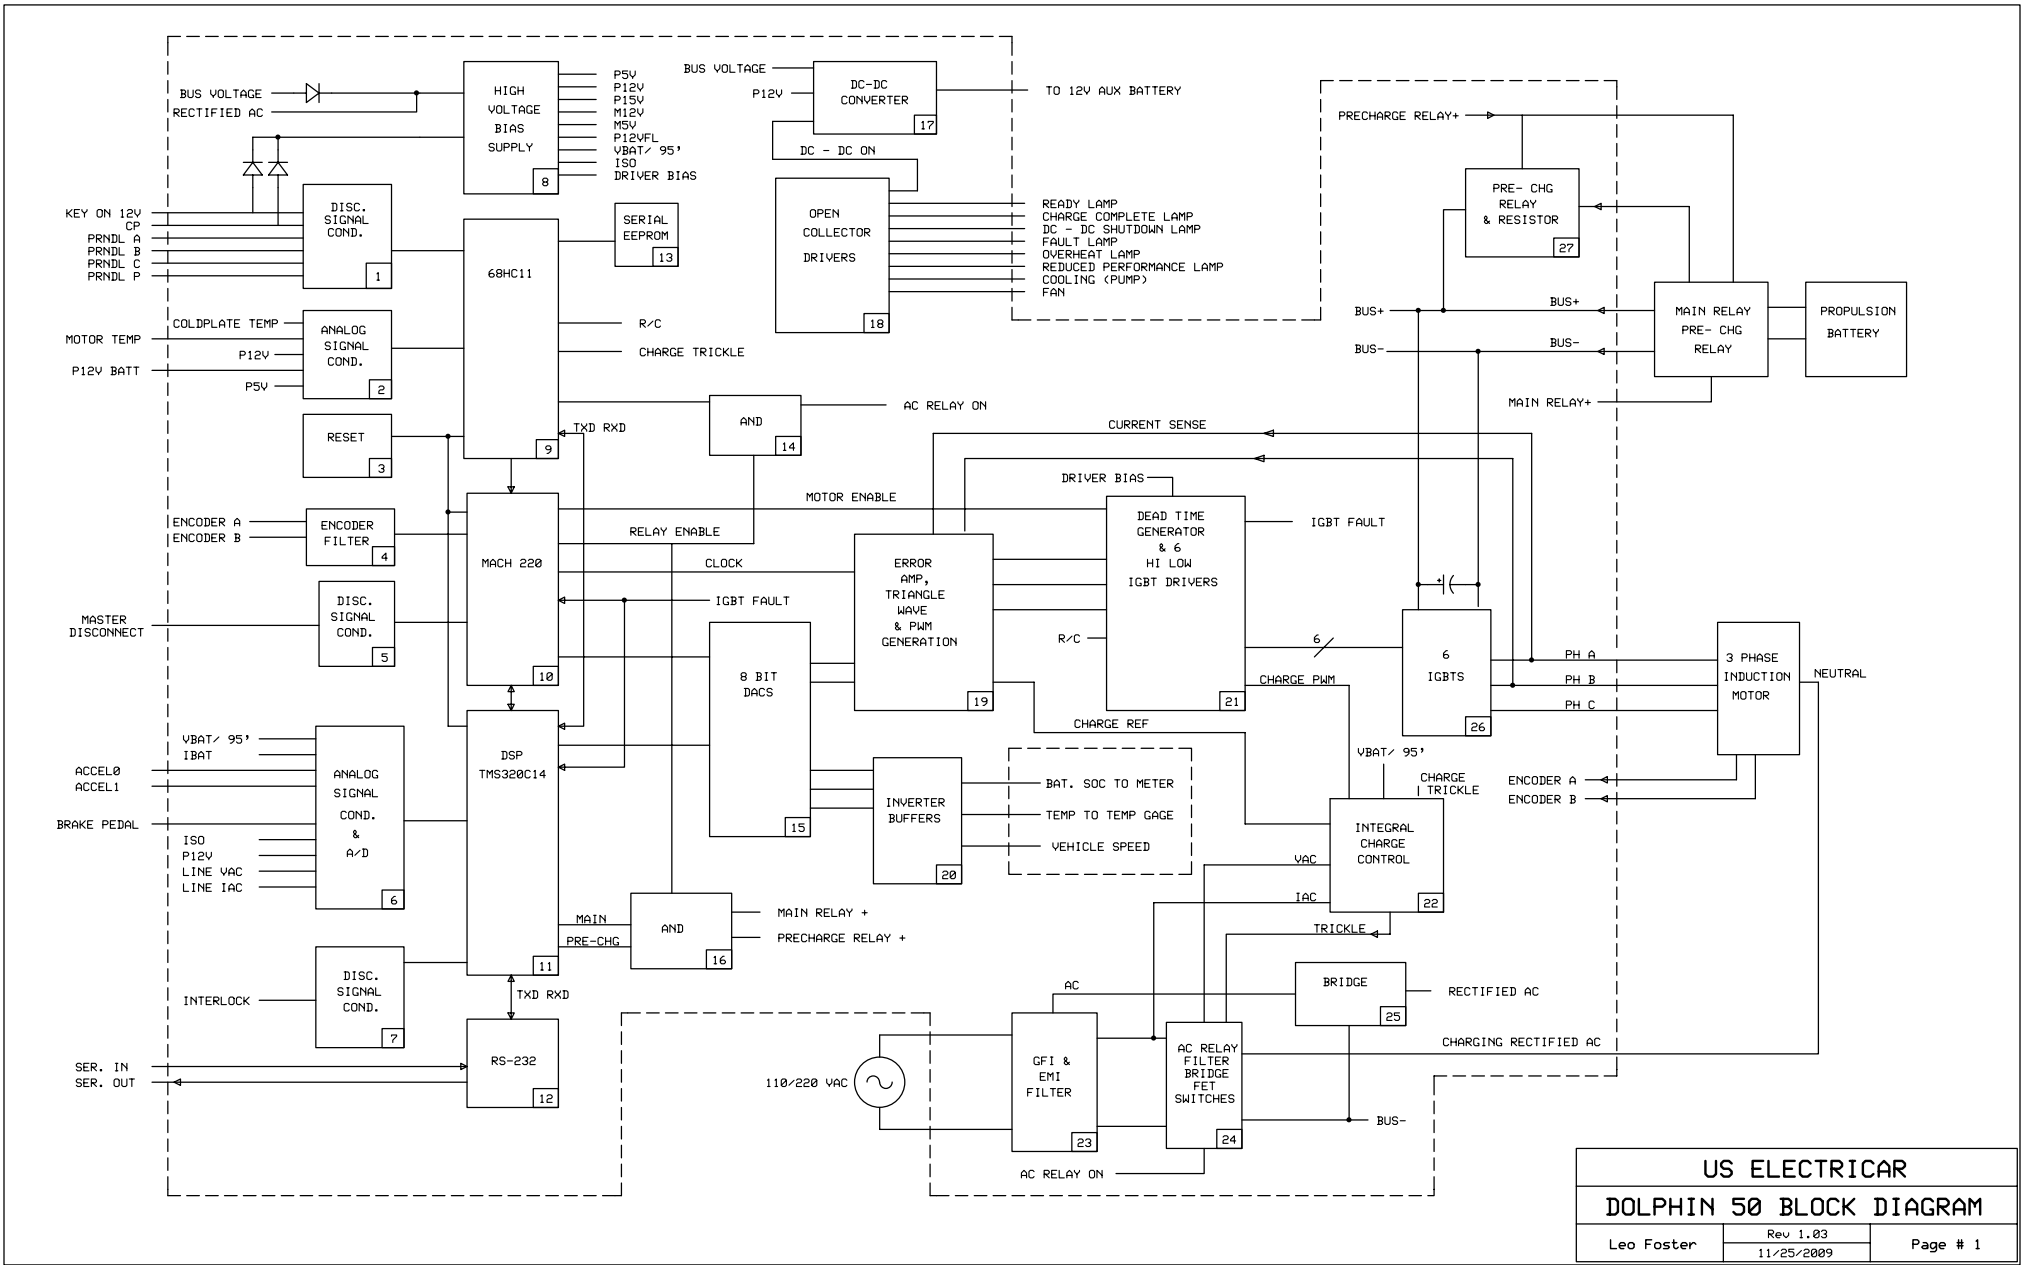 BUS VOLTAGE
RECTIFIED AC
HIGH
VOLTAGE
BIAS
SUPPLY
8
P5V
P12V
P15V
M12V
M5V
P12VFL
VBAT/ 95'
ISO
DRIVER BIAS
BUS VOLTAGE
P12V
DC-DC
CONVERTER
17
TO 12V AUX BATTERY
DC - DC ON
PRECHARGE RELAY+
KEY ON 12V
CP
PRNDL A
PRNDL B
PRNDL C
PRNDL P
DISC.
SIGNAL
COND.
1
68HC11
9
SERIAL
EEPROM
13
OPEN
COLLECTOR
DRIVERS
18
READY LAMP
CHARGE COMPLETE LAMP
DC - DC SHUTDOWN LAMP
FAULT LAMP
OVERHEAT LAMP
REDUCED PERFORMANCE LAMP
COOLING (PUMP)
FAN
PRE- CHG
RELAY
& RESISTOR
27
BUS+
BUS+
BUS-
BUS-
MAIN RELAY
PRE- CHG
RELAY
PROPULSION
BATTERY
MAIN RELAY+
COLDPLATE TEMP
MOTOR TEMP
P12V
P12V BATT
P5V
ANALOG
SIGNAL
COND.
2
R/C
CHARGE TRICKLE
RESET
3
TXD RXD
AND
14
AC RELAY ON
CURRENT SENSE
ENCODER A
ENCODER B
ENCODER
FILTER
4
MACH 220
10
MOTOR ENABLE
RELAY ENABLE
CLOCK
IGBT FAULT
DRIVER BIAS
DEAD TIME
GENERATOR
& 6
HI LOW
IGBT DRIVERS
21
IGBT FAULT
R/C
ERROR
AMP,
TRIANGLE
WAVE
& PWM
GENERATION
19
MASTER
DISCONNECT
DISC.
SIGNAL
COND.
5
8 BIT
DACS
15
6
+
6
IGBTS
26
PH A
PH B
PH C
3 PHASE
INDUCTION
MOTOR
NEUTRAL
CHARGE PWM
CHARGE REF
ENCODER A
ENCODER B
VBAT/ 95'
IBAT
ACCEL0
ACCEL1
BRAKE PEDAL
ISO
P12V
LINE VAC
LINE IAC
ANALOG
SIGNAL
COND.
&
A/D
6
DSP
TMS320C14
11
INVERTER
BUFFERS
20
BAT. SOC TO METER
TEMP TO TEMP GAGE
VEHICLE SPEED
VBAT/ 95'
CHARGE
TRICKLE
INTEGRAL
CHARGE
CONTROL
22
VAC
IAC
TRICKLE
MAIN
PRE-CHG
AND
16
MAIN RELAY +
PRECHARGE RELAY +
INTERLOCK
DISC.
SIGNAL
COND.
7
TXD RXD
SER. IN
SER. OUT
RS-232
12
110/220 VAC
AC
GFI &
EMI
FILTER
23
AC RELAY
FILTER
BRIDGE
FET
SWITCHES
24
BRIDGE
25
RECTIFIED AC
CHARGING RECTIFIED AC
BUS-
AC RELAY ON
US ELECTRICAR
DOLPHIN 50 BLOCK DIAGRAM
Leo Foster
Rev 1.03
11/25/2009
Page # 1